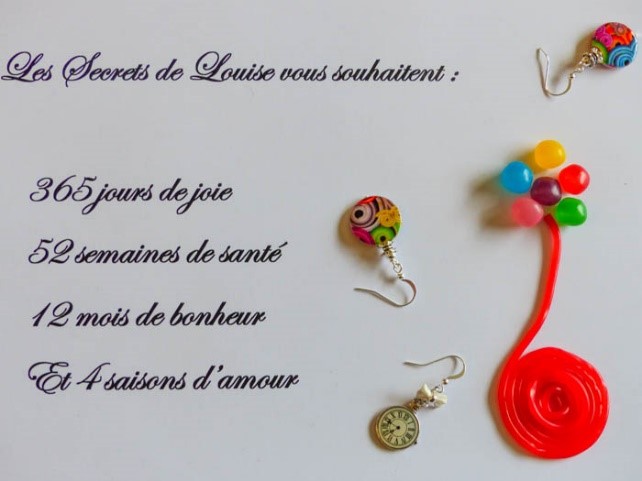 Les Secrets de Louise vous souhaitent :
365 jours de joie
52 semaines de santé
12 mois de bonheur
Et 4 saisons d'amour